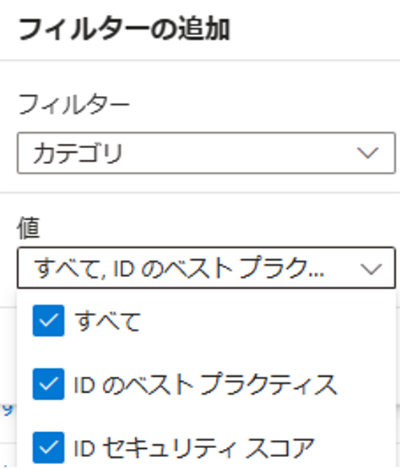 フィルターの追加
フィルター
カテゴリ
値
すべて, ID のベスト プラク...
すべて
ID のベスト プラクティス
ID セキュリティ スコア